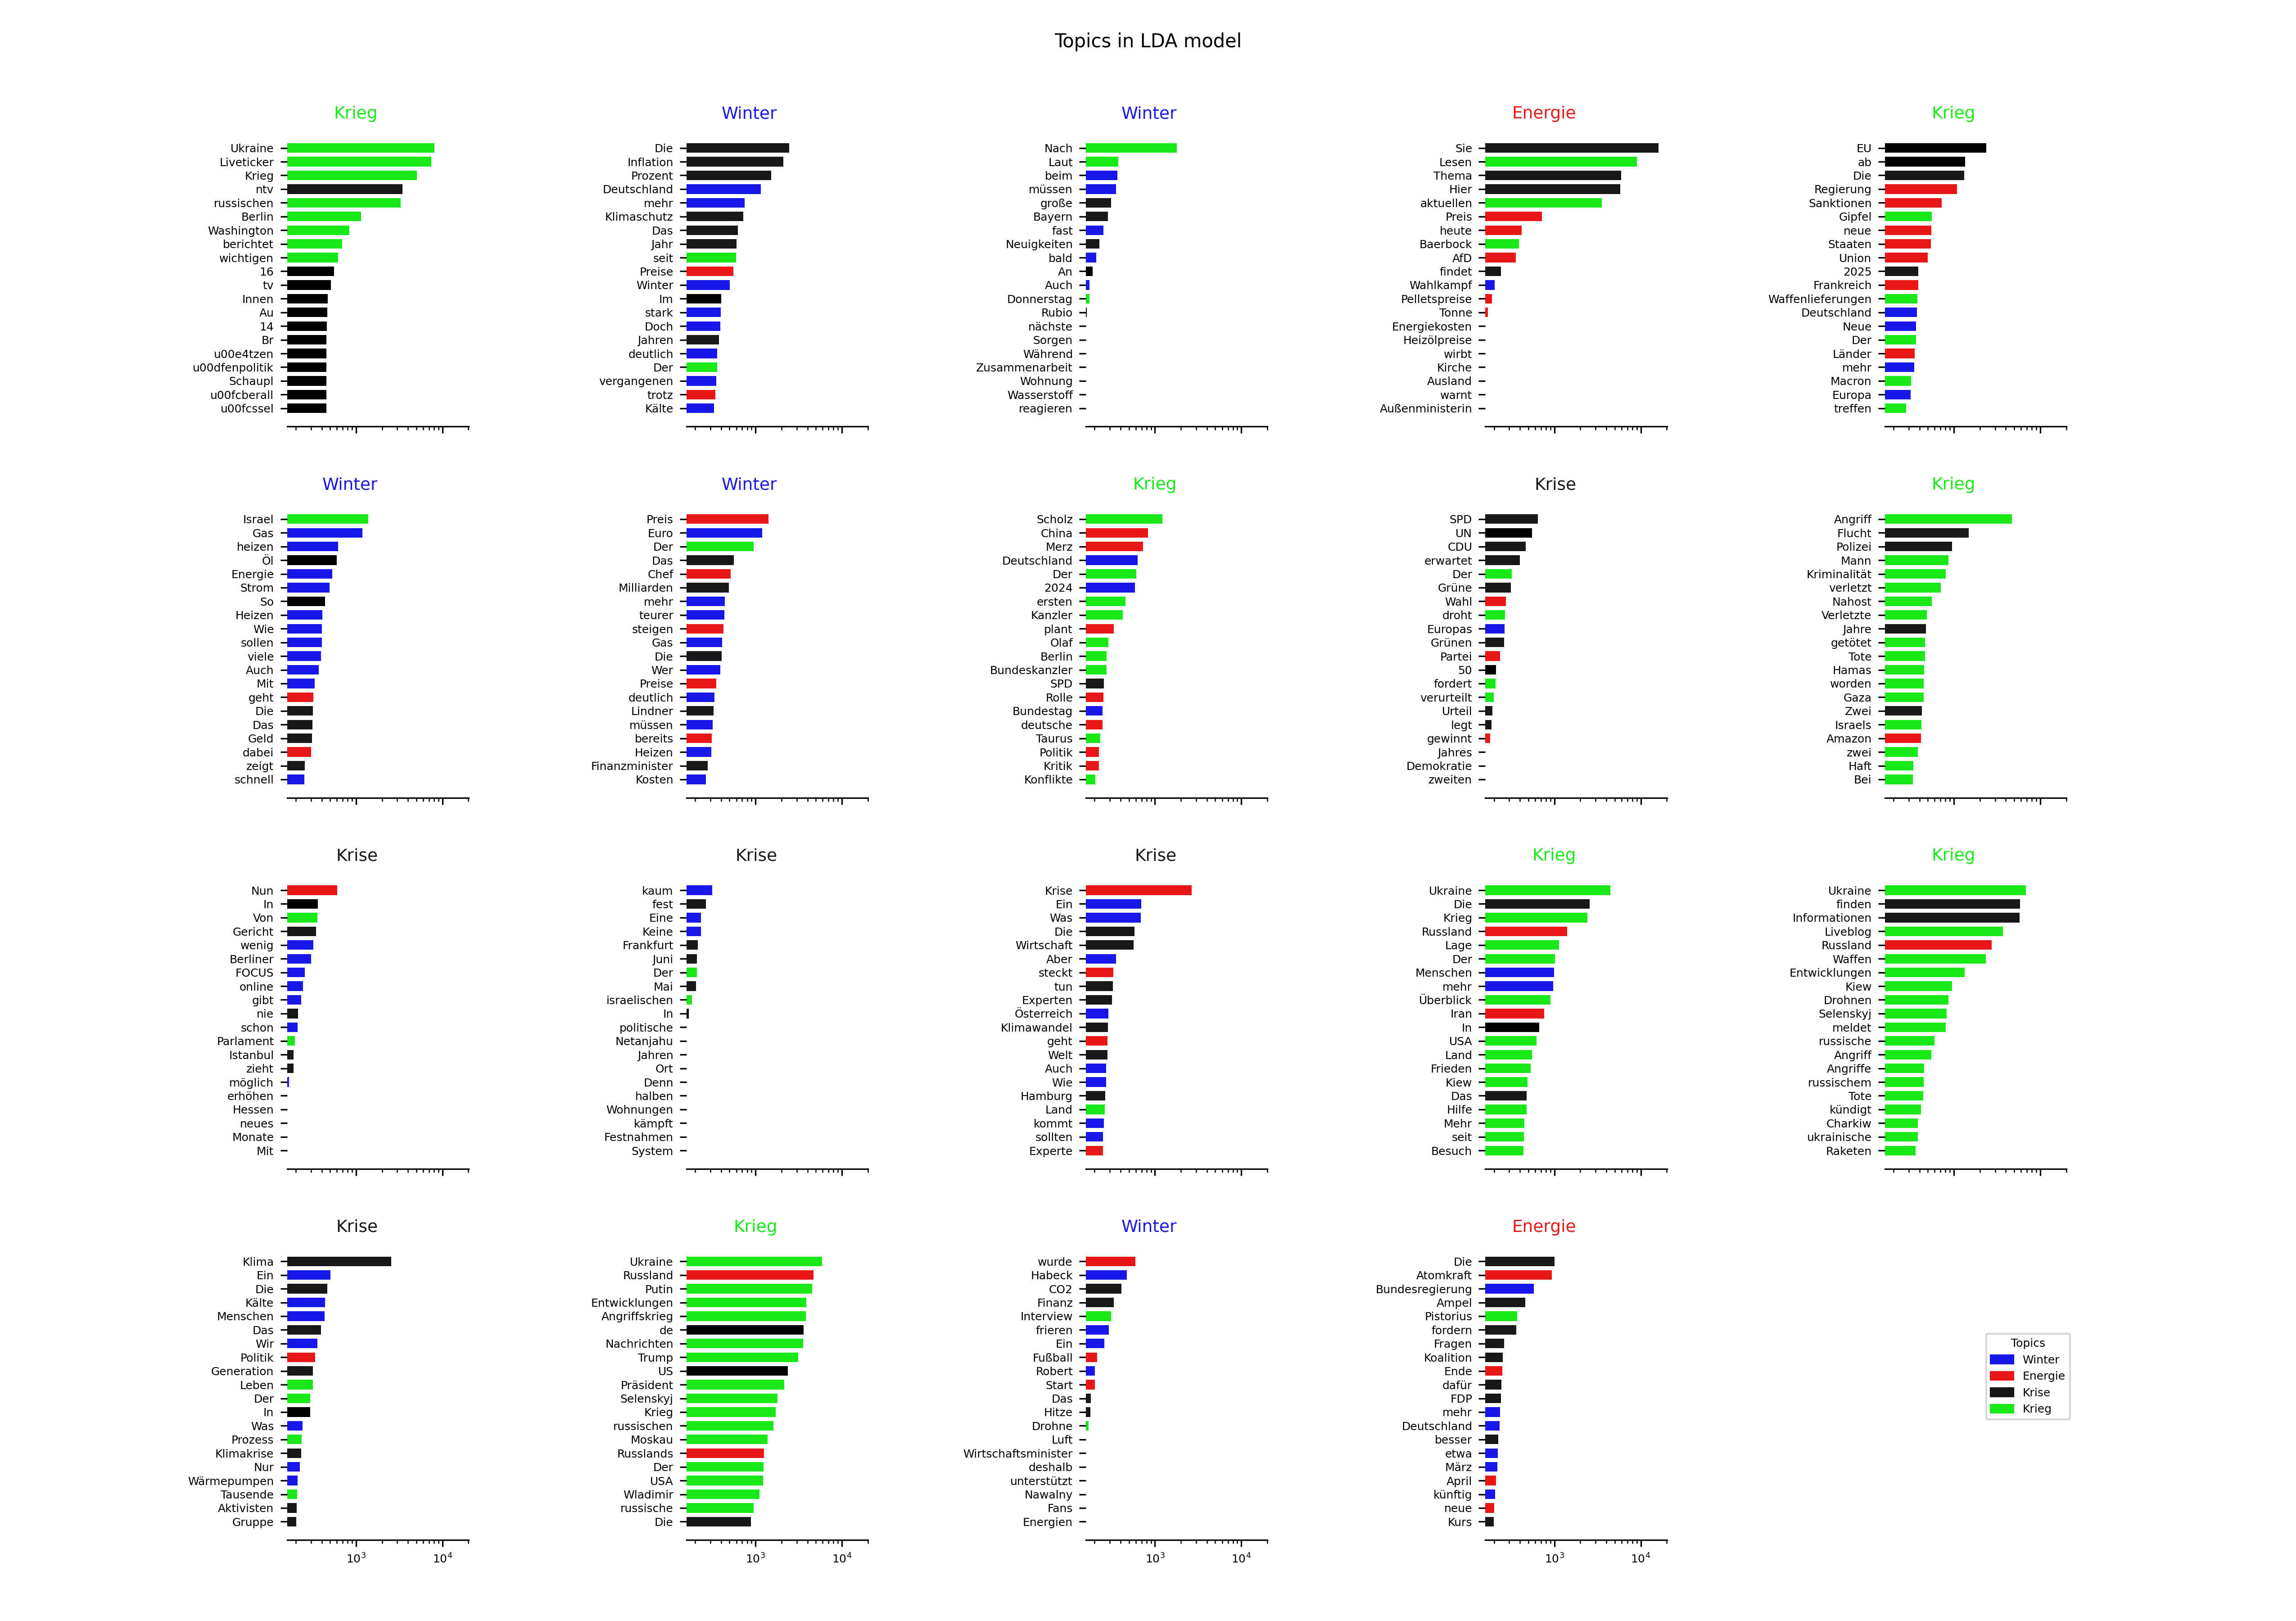 Topics in LDA model
Krieg
Ukraine
Liveticker
Krieg
ntv
russischen
Berlin
Washington
berichtet
wichtigen
16
tv
Innen
Au
14
Br
u00e4tzen
u00dfenpolitik
Schaupl
u00fcberall
u00fcssel
Winter
Die
Inflation
Prozent
Deutschland
mehr
Klimaschutz
Das
Jahr
seit
Preise
Winter
Im
stark
Doch
Jahren
deutlich
Der
vergangenen
trotz
Kälte
Winter
Nach
Laut
beim
müssen
große
Bayern
fast
Neuigkeiten
bald
An
Auch
Donnerstag
Rubio
nächste
Sorgen
Während
Zusammenarbeit
Wohnung
Wasserstoff
reagieren
Energie
Sie
Lesen
Thema
Hier
aktuellen
Preis
heute
Baerbock
AfD
findet
Wahlkampf
Pelletspreise
Tonne
Energiekosten
Heizölpreise
wirbt
Kirche
Ausland
warnt
Außenministerin
Krieg
EU
ab
Die
Regierung
Sanktionen
Gipfel
neue
Staaten
Union
2025
Frankreich
Waffenlieferungen
Deutschland
Neue
Der
Länder
mehr
Macron
Europa
treffen
Winter
Israel
Gas
heizen
Öl
Energie
Strom
So
Heizen
Wie
sollen
viele
Auch
Mit
geht
Die
Das
Geld
dabei
zeigt
schnell
Winter
Preis
Euro
Der
Das
Chef
Milliarden
mehr
teurer
steigen
Gas
Die
Wer
Preise
deutlich
Lindner
müssen
bereits
Heizen
Finanzminister
Kosten
Krieg
Scholz
China
Merz
Deutschland
Der
2024
ersten
Kanzler
plant
Olaf
Berlin
Bundeskanzler
SPD
Rolle
Bundestag
deutsche
Taurus
Politik
Kritik
Konflikte
Krise
SPD
UN
CDU
erwartet
Der
Grüne
Wahl
droht
Europas
Grünen
Partei
50
fordert
verurteilt
Urteil
legt
gewinnt
Jahres
Demokratie
zweiten
Krieg
Angriff
Flucht
Polizei
Mann
Kriminalität
verletzt
Nahost
Verletzte
Jahre
getötet
Tote
Hamas
worden
Gaza
Zwei
Israels
Amazon
zwei
Haft
Bei
Krise
Nun
In
Von
Gericht
wenig
Berliner
FOCUS
online
gibt
nie
schon
Parlament
Istanbul
zieht
möglich
erhöhen
Hessen
neues
Monate
Mit
Krise
kaum
fest
Eine
Keine
Frankfurt
Juni
Der
Mai
israelischen
In
politische
Netanjahu
Jahren
Ort
Denn
halben
Wohnungen
kämpft
Festnahmen
System
Krise
Krise
Ein
Was
Die
Wirtschaft
Aber
steckt
tun
Experten
Österreich
Klimawandel
geht
Welt
Auch
Wie
Hamburg
Land
kommt
sollten
Experte
Krieg
Ukraine
Die
Krieg
Russland
Lage
Der
Menschen
mehr
Überblick
Iran
In
USA
Land
Frieden
Kiew
Das
Hilfe
Mehr
seit
Besuch
Krieg
Ukraine
finden
Informationen
Liveblog
Russland
Waffen
Entwicklungen
Kiew
Drohnen
Selenskyj
meldet
russische
Angriff
Angriffe
russischem
Tote
kündigt
Charkiw
ukrainische
Raketen
Krise
Klima
Ein
Die
Kälte
Menschen
Das
Wir
Politik
Generation
Leben
Der
In
Was
Prozess
Klimakrise
Nur
Wärmepumpen
Tausende
Aktivisten
Gruppe
10³ 10⁴
Krieg
Ukraine
Russland
Putin
Entwicklungen
Angriffskrieg
de
Nachrichten
Trump
US
Präsident
Selenskyj
Krieg
russischen
Moskau
Russlands
Der
USA
Wladimir
russische
Die
10³ 10⁴
Winter
wurde
Habeck
CO2
Finanz
Interview
frieren
Ein
Fußball
Robert
Start
Das
Hitze
Drohne
Luft
Wirtschaftsminister
deshalb
unterstützt
Nawalny
Fans
Energien
10³ 10⁴
Energie
Die
Atomkraft
Bundesregierung
Ampel
Pistorius
fordern
Fragen
Koalition
Ende
dafür
FDP
mehr
Deutschland
besser
etwa
März
April
künftig
neue
Kurs
10³ 10⁴
Topics
Winter
Energie
Krise
Krieg